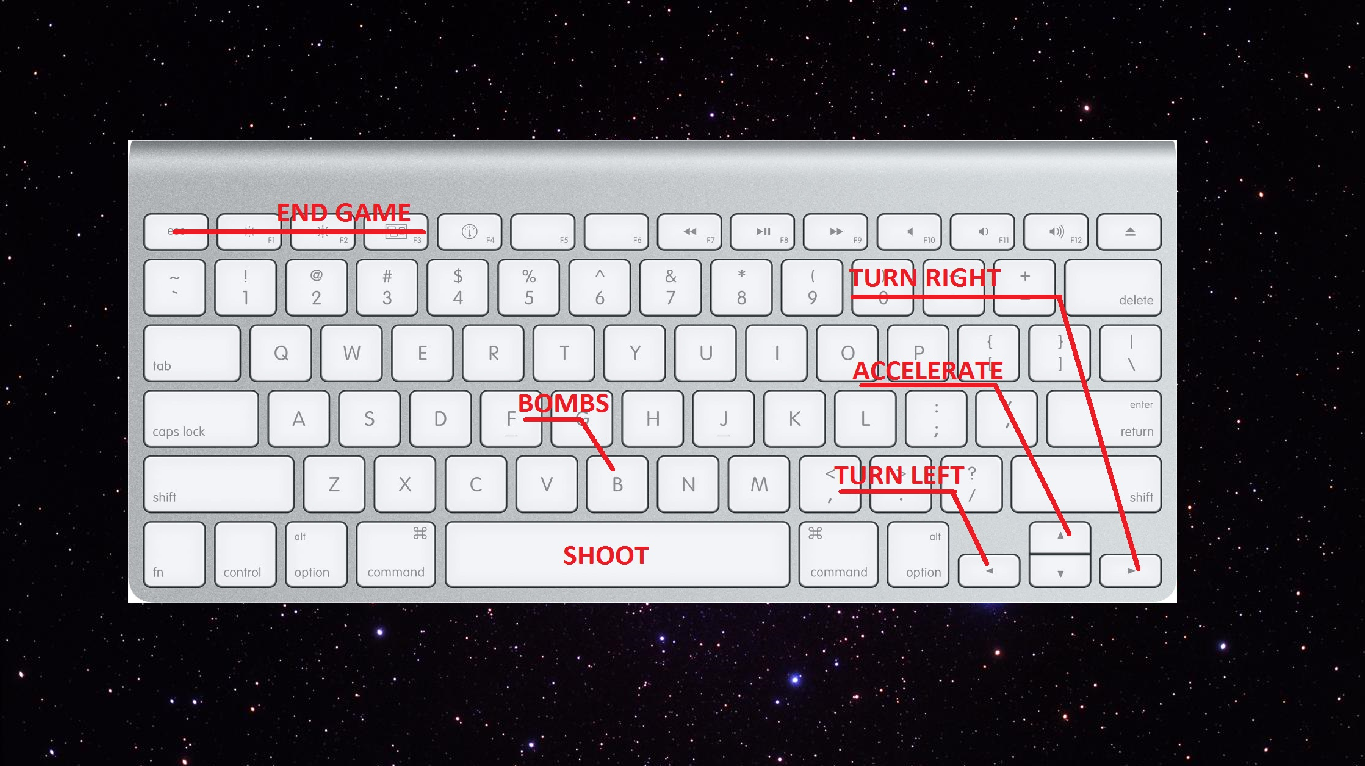 END GAME
esc F1 F2 F3 F4 F5 F6 F7 F8 F9 F10 F11 F12
TURN RIGHT
~ ! @ # $ % ^ & * ( +
` 1 2 3 4 5 6 7 8 9 0 delete
ACCELERATE
tab Q W E R T Y U I O P { [ } ] | \
BOMBS
caps lock A S D F G H J K L : ; enter return
TURN LEFT
shift Z X C V B N M < , > . ? / shift
SHOOT
fn control alt option ⌘ command ⌘ command alt option ◄ ▲ ▼ ►